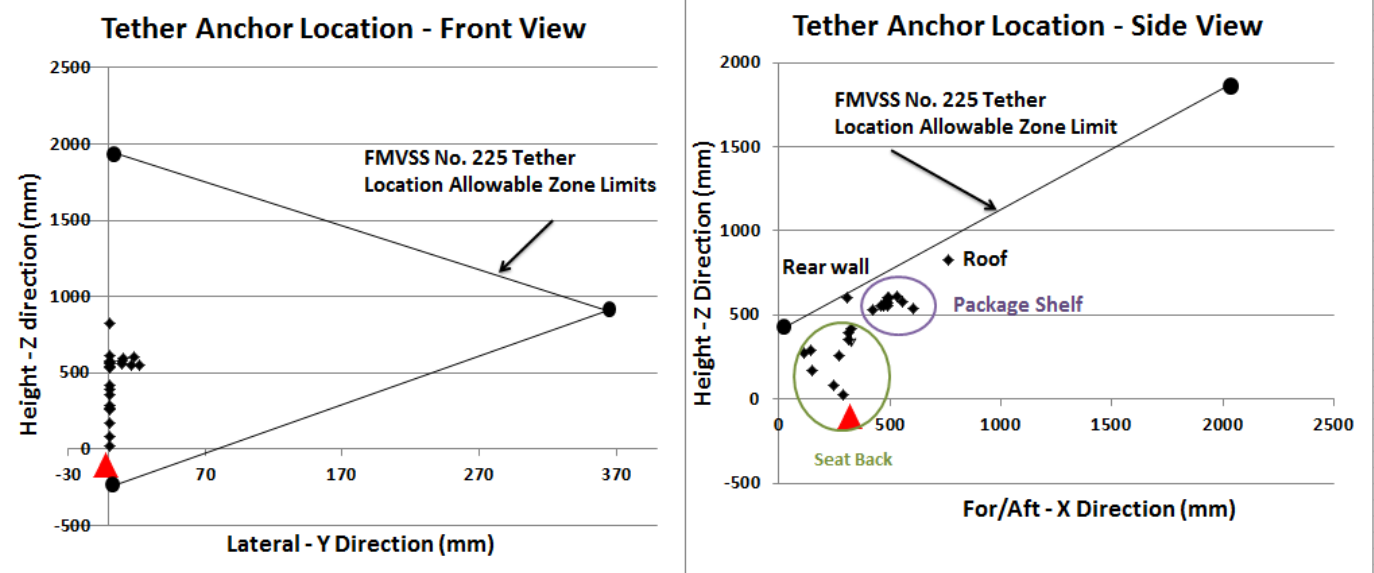 Tether Anchor Location - Front View
2500
2000
1500
1000
500
0
-500
-30
70
170
270
370
Height -Z direction (mm)
Lateral - Y Direction (mm)
FMVSS No. 225 Tether
Location Allowable Zone Limits
Tether Anchor Location - Side View
2000
1500
1000
500
0
-500
0
500
1000
1500
2000
2500
Height -Z Direction (mm)
For/Aft - X Direction (mm)
FMVSS No. 225 Tether
Location Allowable Zone Limit
Rear wall
Roof
Package Shelf
Seat Back